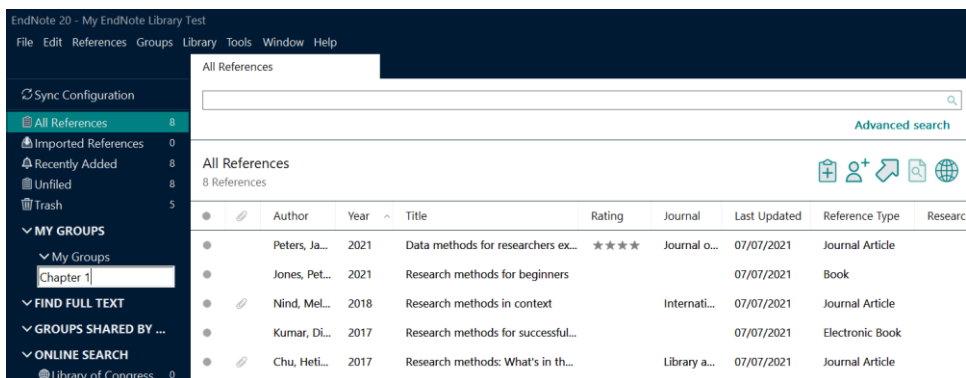 EndNote 20 - My EndNote Library Test
File Edit References Groups Library Tools Window Help
All References
Sync Configuration
All References 8
Imported References 0
Recently Added 8
Unfiled 8
Trash 5
MY GROUPS
My Groups
Chapter 1
FIND FULL TEXT
GROUPS SHARED BY ...
ONLINE SEARCH
Library of Congress 0
Advanced search
All References
8 References
Author Year Title Rating Journal Last Updated Reference Type Researc
Peters, Ja... 2021 Data methods for researchers ex... ★★★★ Journal o... 07/07/2021 Journal Article
Jones, Pet... 2021 Research methods for beginners 07/07/2021 Book
Nind, Mel... 2018 Research methods in context Internati... 07/07/2021 Journal Article
Kumar, Di... 2017 Research methods for successful... 07/07/2021 Electronic Book
Chu, Heti... 2017 Research methods: What's in th... Library a... 07/07/2021 Journal Article